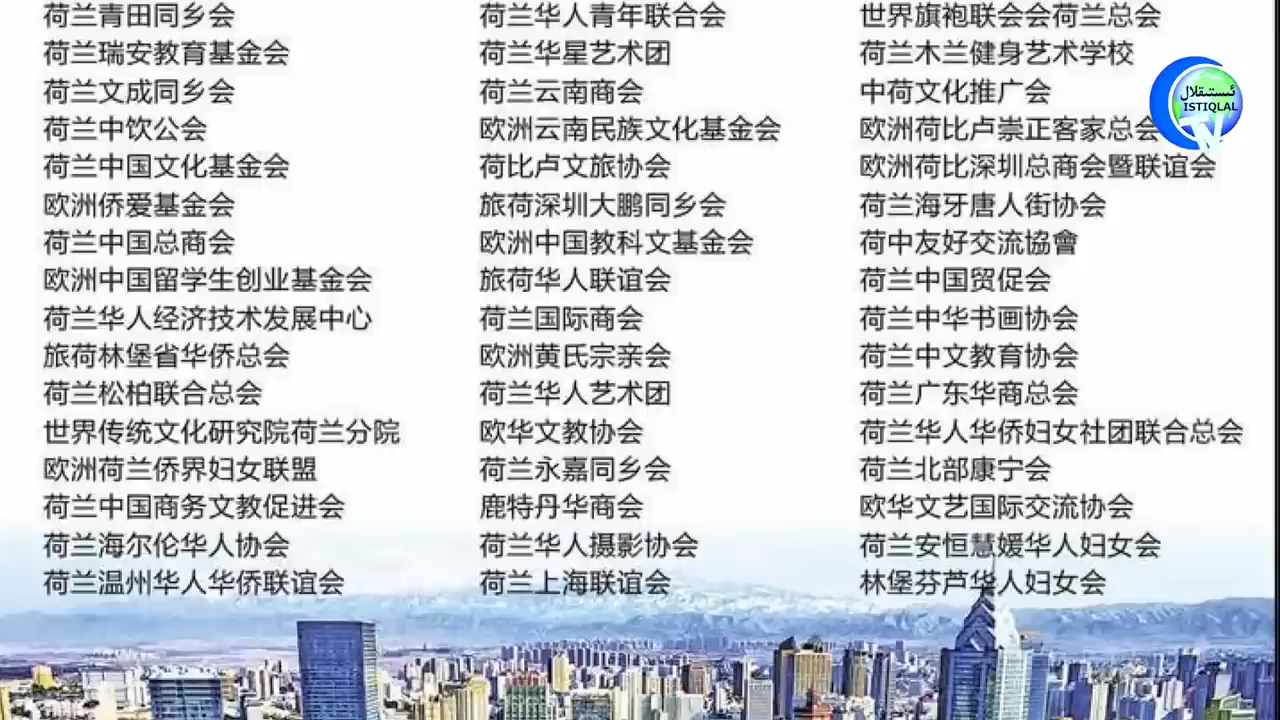 荷兰青田同乡会
荷兰瑞安教育基金会
荷兰文成同乡会
荷兰中饮公会
荷兰中国文化基金会
欧洲侨爱基金会
荷兰中国总商会
欧洲中国留学生创业基金会
荷兰华人经济技术发展中心
旅荷林堡省华侨总会
荷兰松柏联合总会
世界传统文化研究院荷兰分院
欧洲荷兰侨界妇女联盟
荷兰中国商务文教促进会
荷兰海尔伦华人协会
荷兰温州华人华侨联谊会
荷兰华人青年联合会
荷兰华星艺术团
荷兰云南商会
欧洲云南民族文化基金会
荷比卢文旅协会
旅荷深圳大鹏同乡会
欧洲中国教科文基金会
旅荷华人联谊会
荷兰国际商会
欧洲黄氏宗亲会
荷兰华人艺术团
欧华文教协会
荷兰永嘉同乡会
鹿特丹华商会
荷兰华人摄影协会
荷兰上海联谊会
世界旗袍联会会荷兰总会
荷兰木兰健身艺术学校
中荷文化推广会
欧洲荷比卢崇正客家总会
欧洲荷比深圳总商会暨联谊会
荷兰海牙唐人街协会
荷中友好交流協會
荷兰中国贸促会
荷兰中华书画协会
荷兰中文教育协会
荷兰广东华商总会
荷兰华人华侨妇女社团联合总会
荷兰北部康宁会
欧华文艺国际交流协会
荷兰安恒慧媛华人妇女会
林堡芬芦华人妇女会
ئىستىقلال
ISTIQLAL